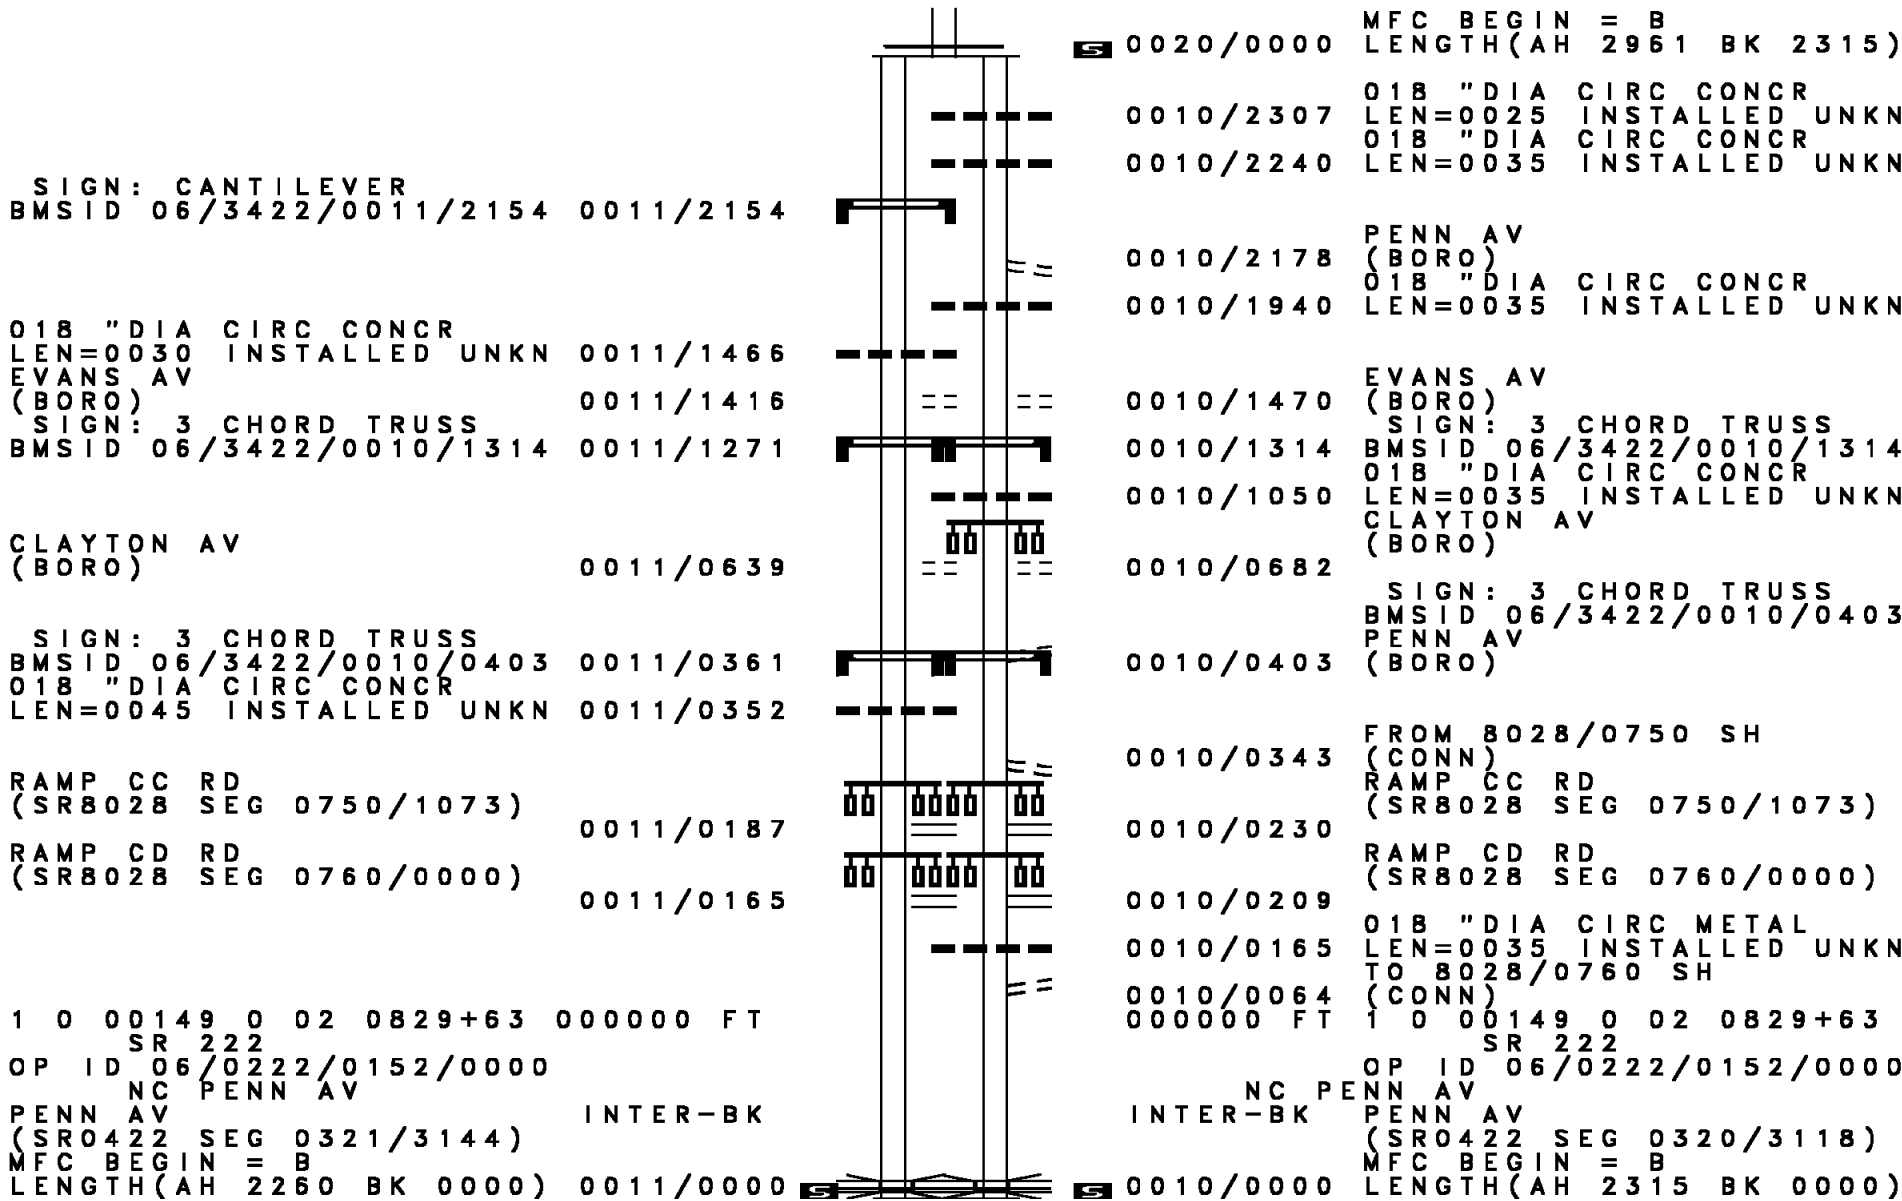 MFC BEGIN = B
S 0020/0000 LENGTH(AH 2961 BK 2315)
018 "DIA CIRC CONCR
0010/2307 LEN=0025 INSTALLED UNKN
018 "DIA CIRC CONCR
0010/2240 LEN=0035 INSTALLED UNKN
SIGN: CANTILEVER
BMSID 06/3422/0011/2154 0011/2154
PENN AV
0010/2178 (BORO)
018 "DIA CIRC CONCR
0010/1940 LEN=0035 INSTALLED UNKN
018 "DIA CIRC CONCR
LEN=0030 INSTALLED UNKN 0011/1466
EVANS AV EVANS AV
(BORO) 0011/1416 0010/1470 (BORO)
SIGN: 3 CHORD TRUSS SIGN: 3 CHORD TRUSS
BMSID 06/3422/0010/1314 0011/1271 0010/1314 BMSID 06/3422/0010/1314
018 "DIA CIRC CONCR
0010/1050 LEN=0035 INSTALLED UNKN
CLAYTON AV
CLAYTON AV (BORO)
(BORO) 0011/0639 0010/0682
SIGN: 3 CHORD TRUSS
BMSID 06/3422/0010/0403
SIGN: 3 CHORD TRUSS PENN AV
BMSID 06/3422/0010/0403 0011/0361 0010/0403 (BORO)
018 "DIA CIRC CONCR
LEN=0045 INSTALLED UNKN 0011/0352
FROM 8028/0750 SH
0010/0343 (CONN)
RAMP CC RD RAMP CC RD
(SR8028 SEG 0750/1073) (SR8028 SEG 0750/1073)
0011/0187 0010/0230
RAMP CD RD RAMP CD RD
(SR8028 SEG 0760/0000) (SR8028 SEG 0760/0000)
0011/0165 0010/0209
018 "DIA CIRC METAL
0010/0165 LEN=0035 INSTALLED UNKN
TO 8028/0760 SH
0010/0064 (CONN)
1 0 00149 0 02 0829+63 000000 FT 000000 FT 1 0 00149 0 02 0829+63
SR 222 SR 222
OP ID 06/0222/0152/0000 OP ID 06/0222/0152/0000
NC PENN AV NC PENN AV
PENN AV INTER-BK INTER-BK PENN AV
(SR0422 SEG 0321/3144) (SR0422 SEG 0320/3118)
MFC BEGIN = B MFC BEGIN = B
LENGTH(AH 2260 BK 0000) 0011/0000 S S 0010/0000 LENGTH(AH 2315 BK 0000)